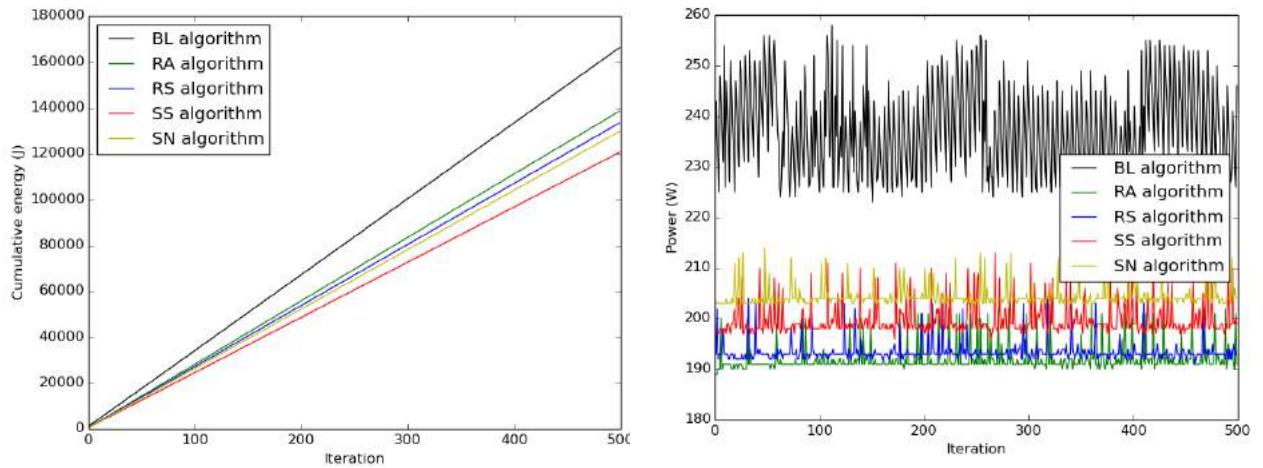 180000
160000
140000
120000
100000
80000
60000
40000
20000
0
Cumulative energy (J)
BL algorithm
RA algorithm
RS algorithm
SS algorithm
SN algorithm
0 100 200 300 400 500
Iteration
260
250
240
230
220
210
200
190
180
Power (W)
BL algorithm
RA algorithm
RS algorithm
SS algorithm
SN algorithm
0 100 200 300 400 500
Iteration